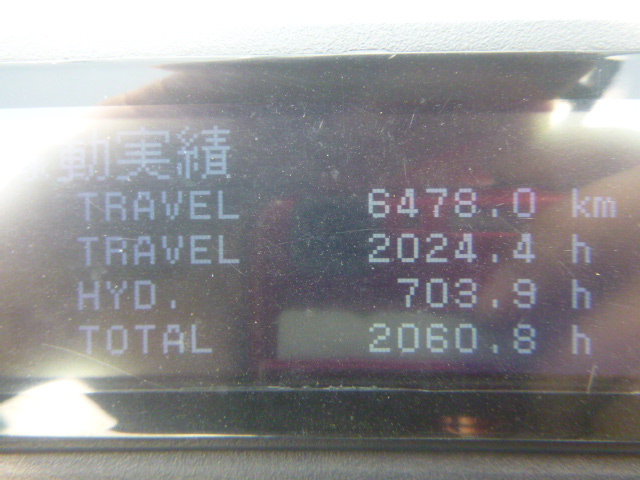 動実績
TRAVEL 6478.0 km
TRAVEL 2024.4 h
HYD. 703.9 h
TOTAL 2060.8 h